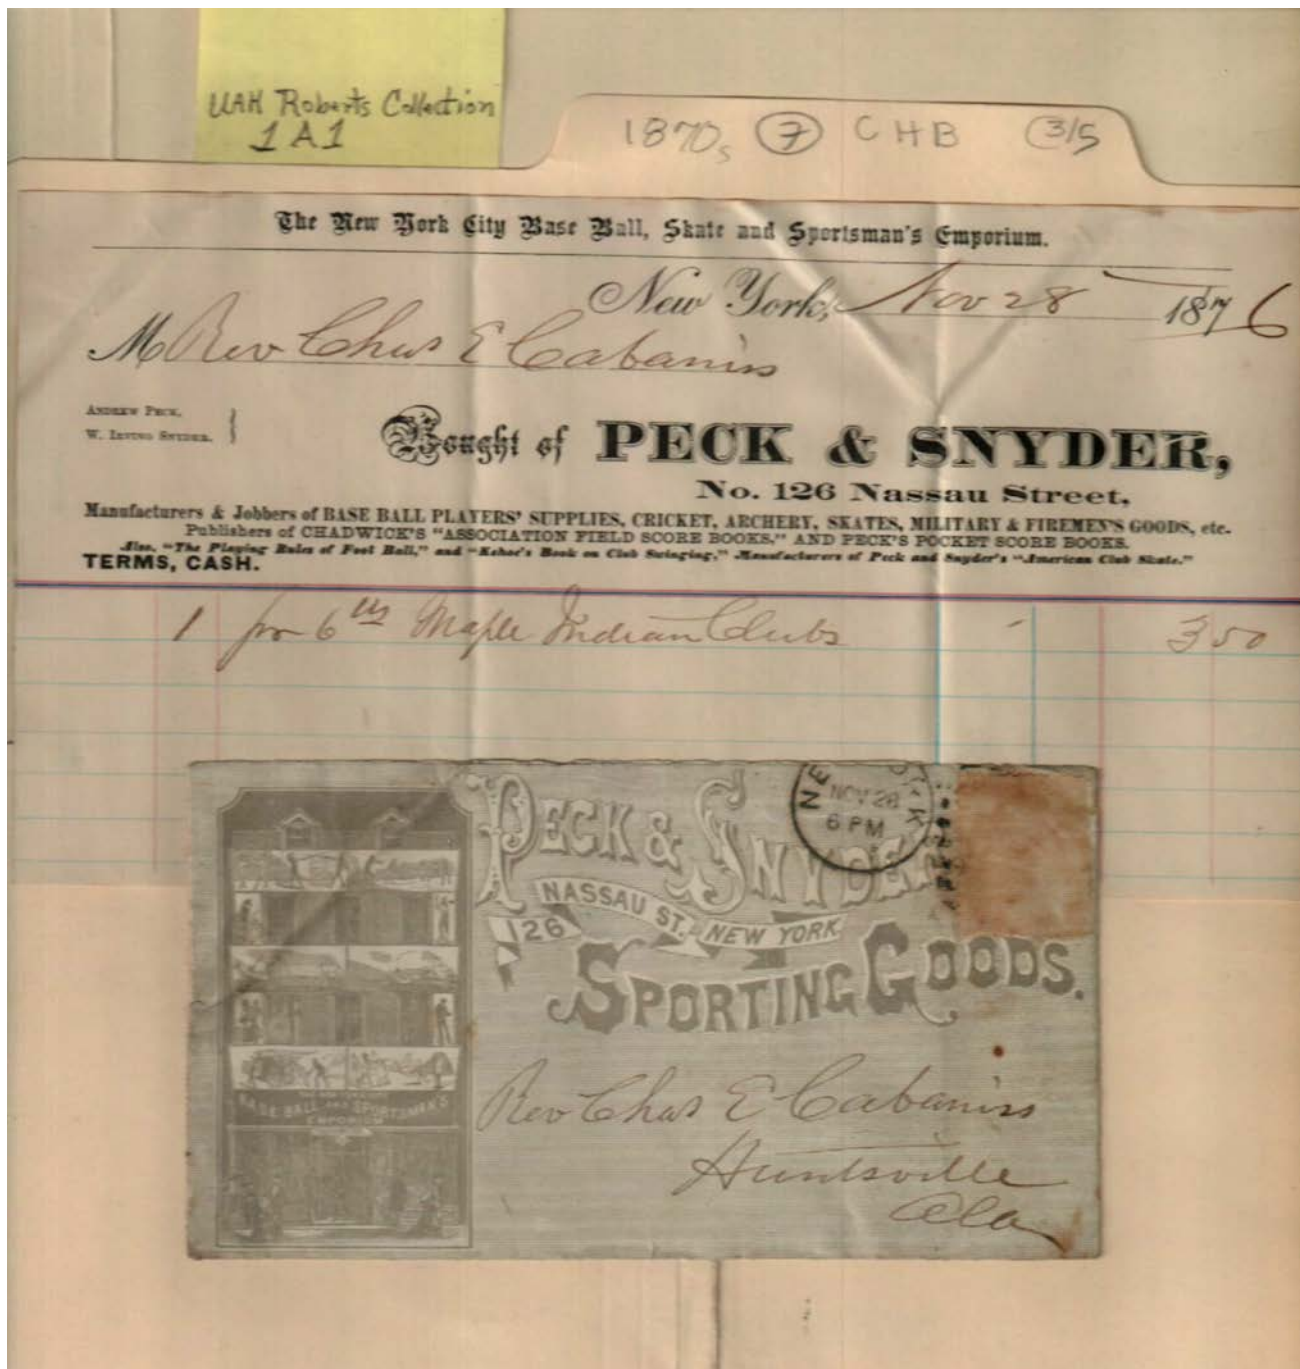 UAH Roberts Collection
1A1
1870s 7 CHB 3/5
The New York City Base Ball, Skate and Sportsman's Emporium.
New York, Nov 28 1876
M Rev Chas E Cabaniss
ANDREW PECK,
W. IRVING SNYDER.
Bought of PECK & SNYDER,
No. 126 Nassau Street,
Manufacturers & Jobbers of BASE BALL PLAYERS' SUPPLIES, CRICKET, ARCHERY, SKATES, MILITARY & FIREMEN'S GOODS, etc.
Publishers of CHADWICK'S "ASSOCIATION FIELD SCORE BOOKS," AND PECK'S POCKET SCORE BOOKS.
Also, "The Playing Rules of Foot Ball," and "Kehoe's Book on Club Swinging," Manufacturers of Peck and Snyder's "American Club Skate."
TERMS, CASH.
1 pr 6 lbs Maple Indian Clubs 3 50
PECK & SNYDER
126 NASSAU ST. NEW YORK
SPORTING GOODS.
NOV 28
6 PM
BASE BALL AND SPORTSMAN'S
EMPORIUM
Rev Chas E Cabaniss
Huntsville
Ala